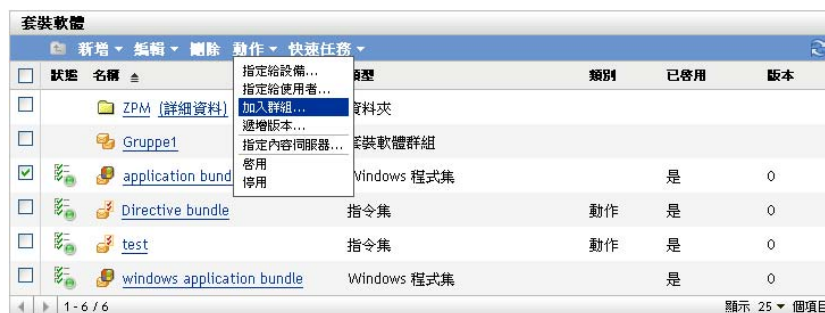 套裝軟體
新增 編輯 刪除 動作 快速任務
狀態 名稱 類型 類別 已啓用 版本
指定給設備...
指定給使用者...
加入群組...
遞增版本...
指定內容伺服器...
啓用
停用
ZPM (詳細資料) 資料夾
Gruppe1 套裝軟體群組
application bund Windows 程式集 是 0
Directive bundle 指令集 動作 是 0
test 指令集 動作 是 0
windows application bundle Windows 程式集 是 0
1 - 6 / 6 顯示 25 個項目